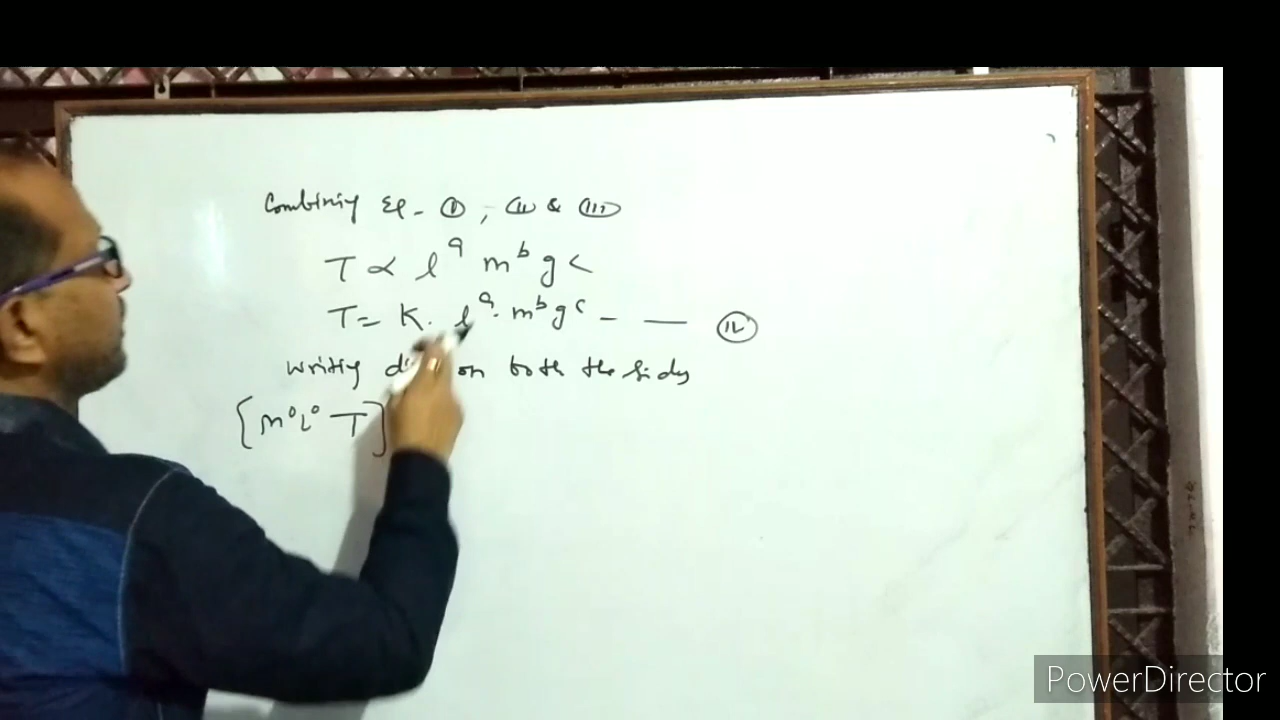 Combining Eq - (I), (II) & (III)
T ∝ l^a m^b g^c
T = K. l^a. m^b g^c - — (IV)
writing d on both the sides
[M^0 L^0 T]
PowerDirector